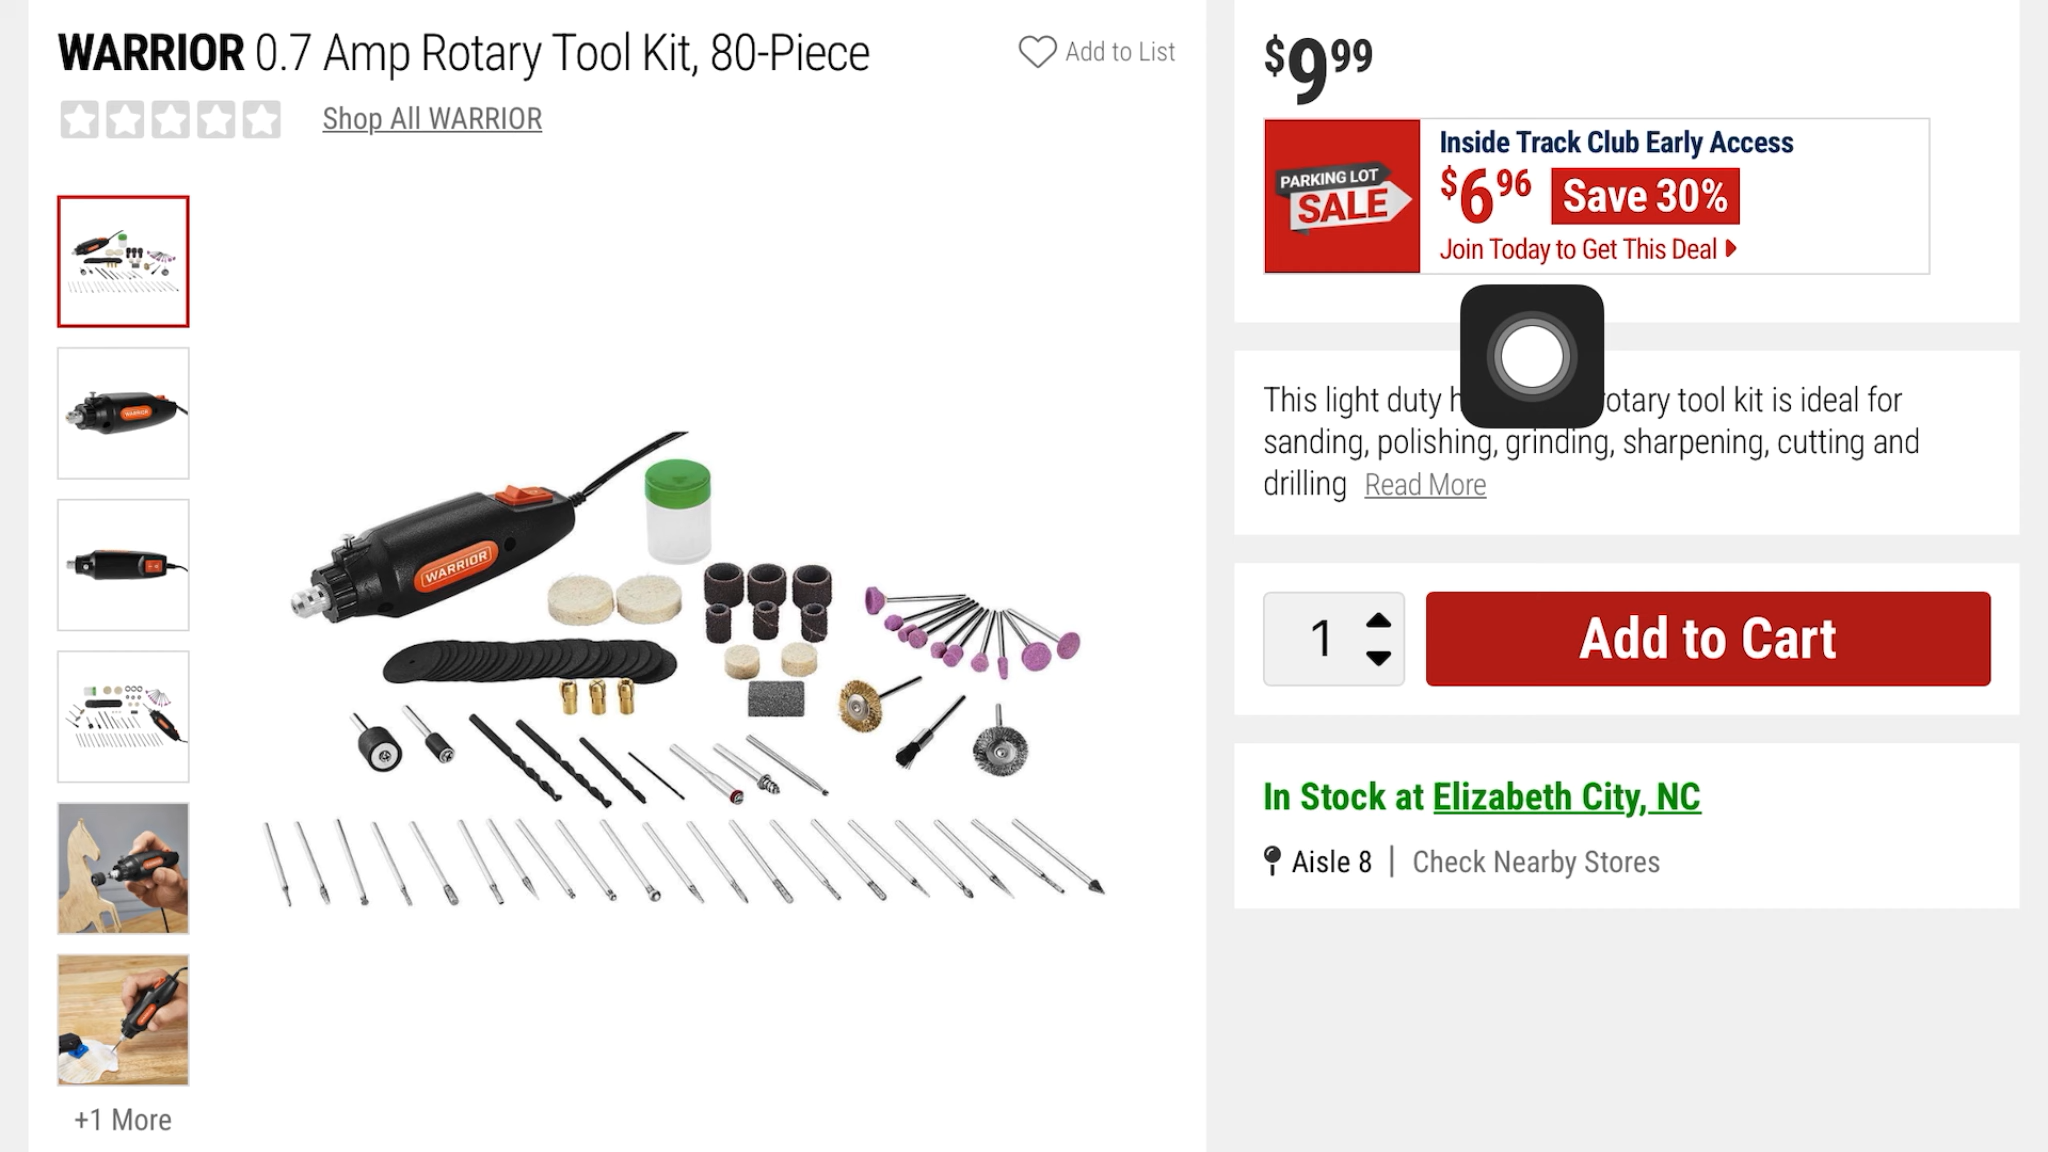 WARRIOR 0.7 Amp Rotary Tool Kit, 80-Piece
Add to List
Shop All WARRIOR
WARRIOR
WARRIOR
+1 More
$9.99
PARKING LOT
SALE
Inside Track Club Early Access
$6.96 Save 30%
Join Today to Get This Deal
This light duty rotary tool kit is ideal for
sanding, polishing, grinding, sharpening, cutting and
drilling Read More
1
Add to Cart
In Stock at Elizabeth City, NC
Aisle 8 | Check Nearby Stores